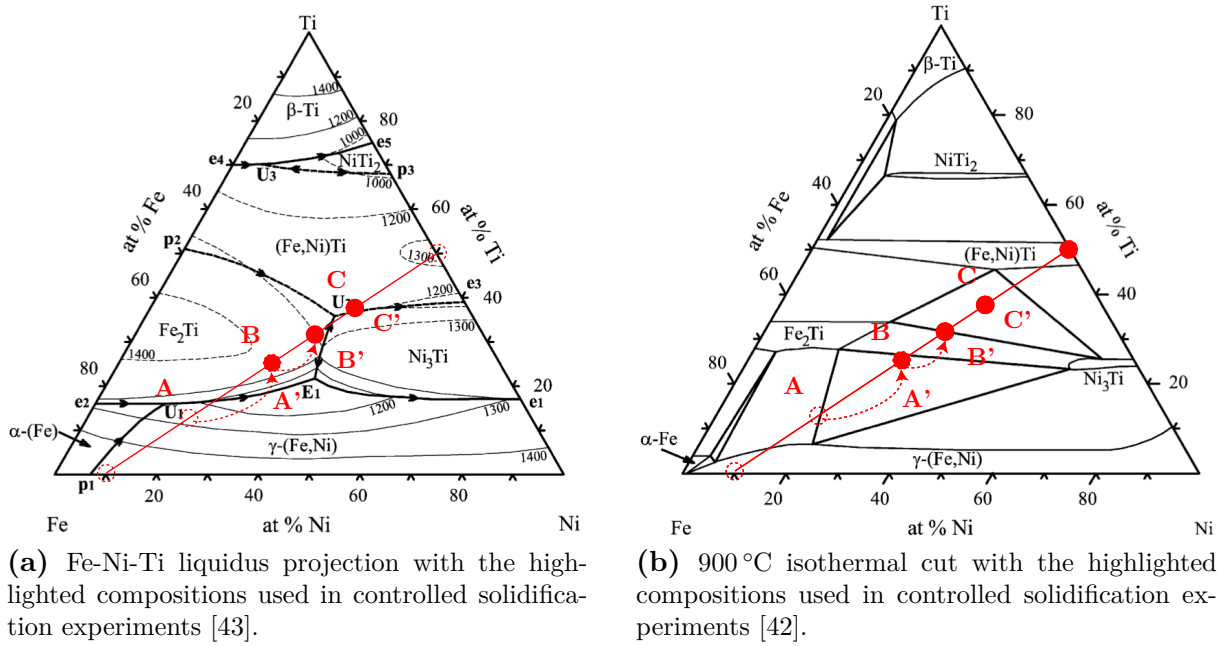 Ti
1400
β-Ti
20
1200
80
1000
e5
e4
NiTi2
U3
p3
1000
40
at % Fe
60
at % Ti
1200
p2
(Fe,Ni)Ti
1300
60
C
U2
1200
e3
40
Fe2Ti
B
C'
1300
1400
B'
Ni3Ti
80
A
E1
20
e2
U1
A'
1200
1300
e1
α-(Fe)
γ-(Fe,Ni)
1400
p1
20
40
60
80
Fe
at % Ni
Ni
(a) Fe-Ni-Ti liquidus projection with the high-
lighted compositions used in controlled solidifica-
tion experiments [43].
Ti
β-Ti
20
80
NiTi2
40
at % Fe
60
at % Ti
(Fe,Ni)Ti
60
C
40
Fe2Ti
B
C'
80
B'
A
Ni3Ti
20
A'
α-Fe
γ-(Fe,Ni)
20
40
60
80
Fe
at % Ni
Ni
(b) 900 °C isothermal cut with the highlighted
compositions used in controlled solidification ex-
periments [42].